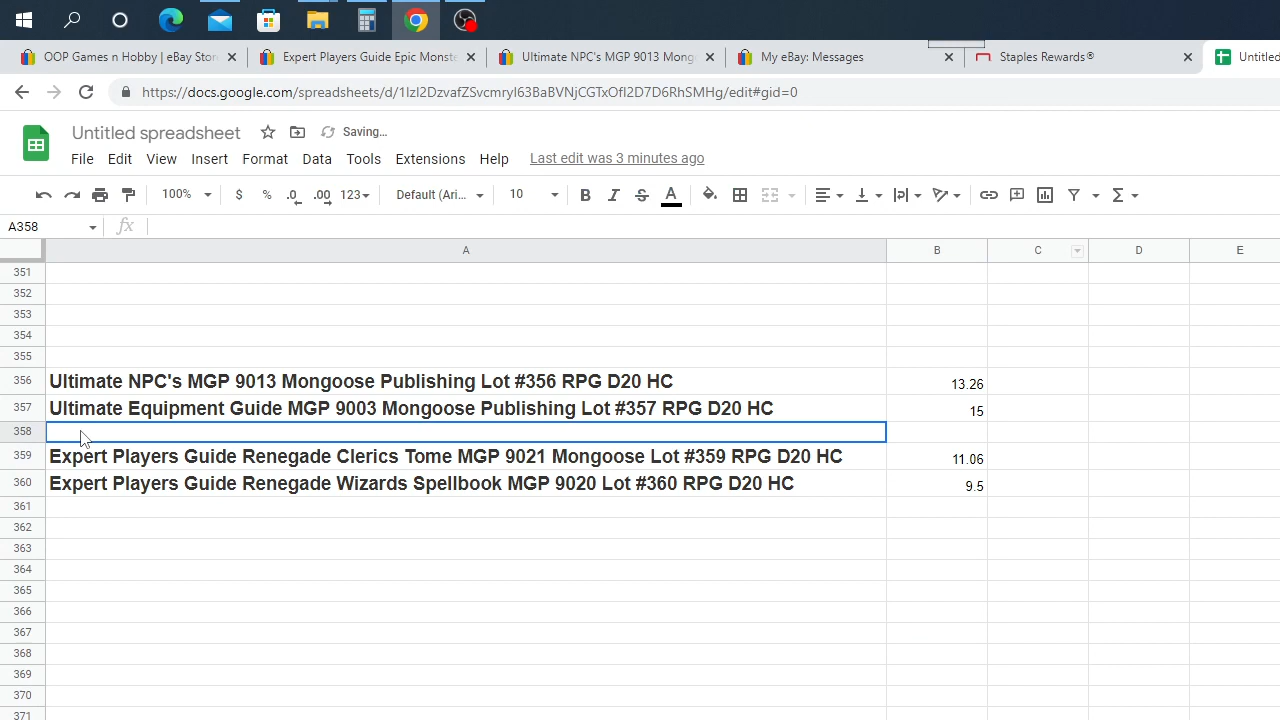 OOP Games n Hobby | eBay Stor
Expert Players Guide Epic Monste
Ultimate NPC's MGP 9013 Mong
My eBay: Messages
Staples Rewards®
Untitled
https://docs.google.com/spreadsheets/d/1IzI2DzvafZSvcmryI63BaBVNjCGTxOfI2D7D6RhSMHg/edit#gid=0
Untitled spreadsheet
Saving...
File Edit View Insert Format Data Tools Extensions Help Last edit was 3 minutes ago
100% $ % .0 .00 123 Default (Ari... 10 B I S A Σ
A358 fx
A B C D E
351
352
353
354
355
356 Ultimate NPC's MGP 9013 Mongoose Publishing Lot #356 RPG D20 HC 13.26
357 Ultimate Equipment Guide MGP 9003 Mongoose Publishing Lot #357 RPG D20 HC 15
358
359 Expert Players Guide Renegade Clerics Tome MGP 9021 Mongoose Lot #359 RPG D20 HC 11.06
360 Expert Players Guide Renegade Wizards Spellbook MGP 9020 Lot #360 RPG D20 HC 9.5
361
362
363
364
365
366
367
368
369
370
371